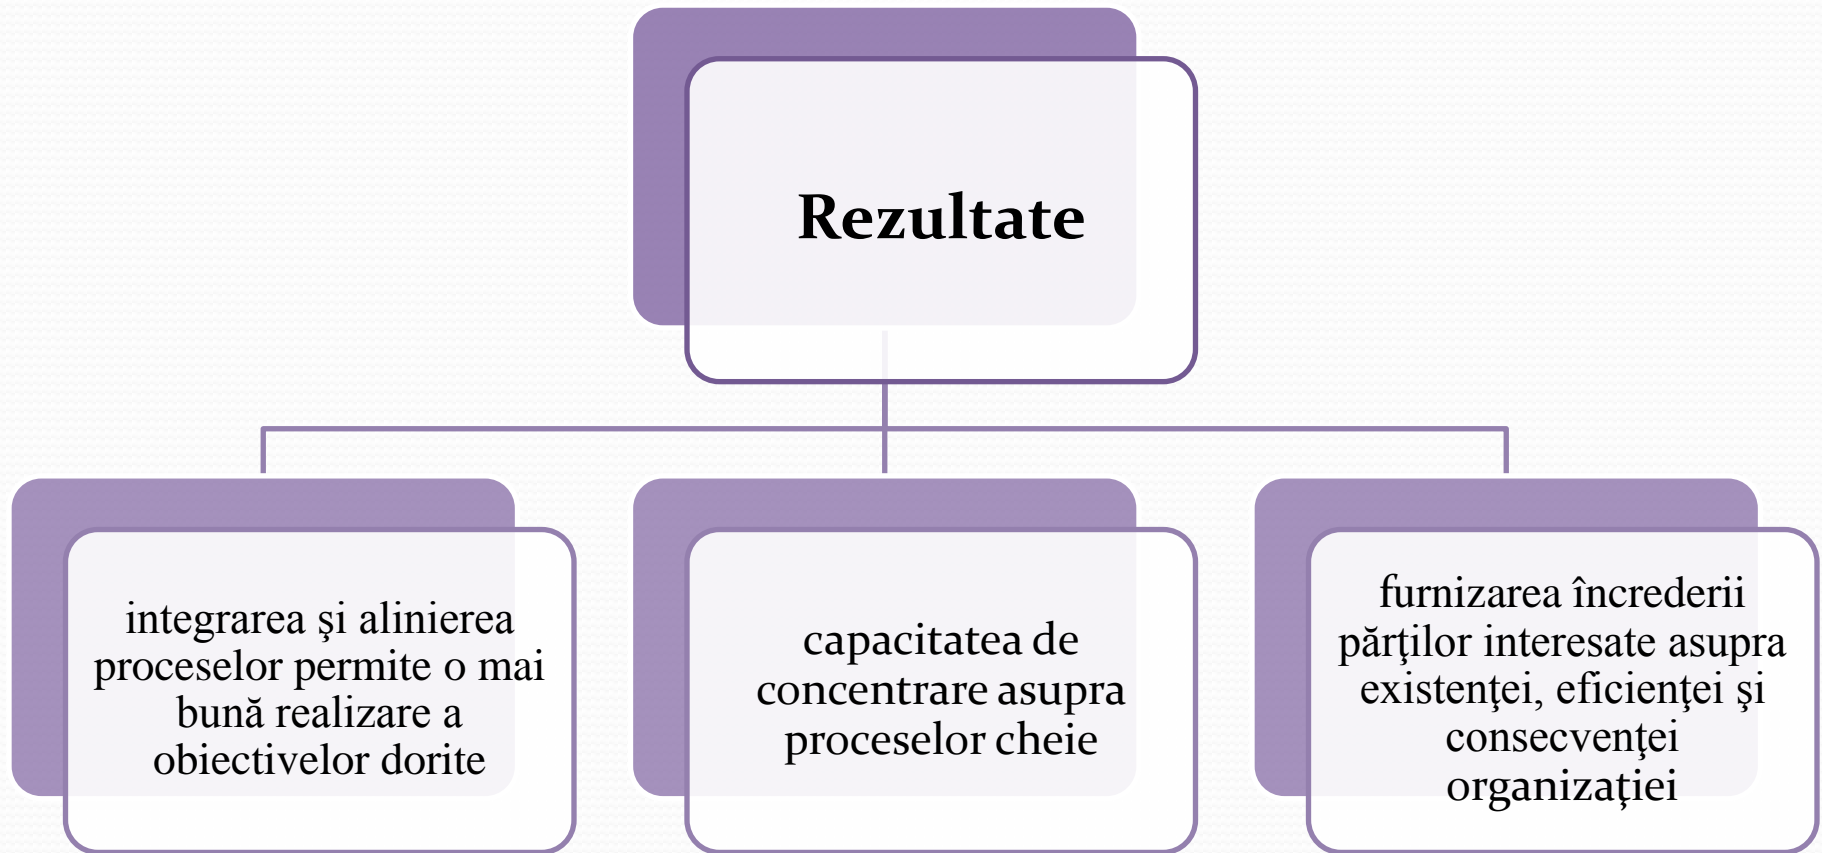 Rezultate
integrarea şi alinierea
proceselor permite o mai
bună realizare a
obiectivelor dorite
capacitatea de
concentrare asupra
proceselor cheie
furnizarea încrederii
părţilor interesate asupra
existenţei, eficienţei şi
consecvenţei
organizaţiei